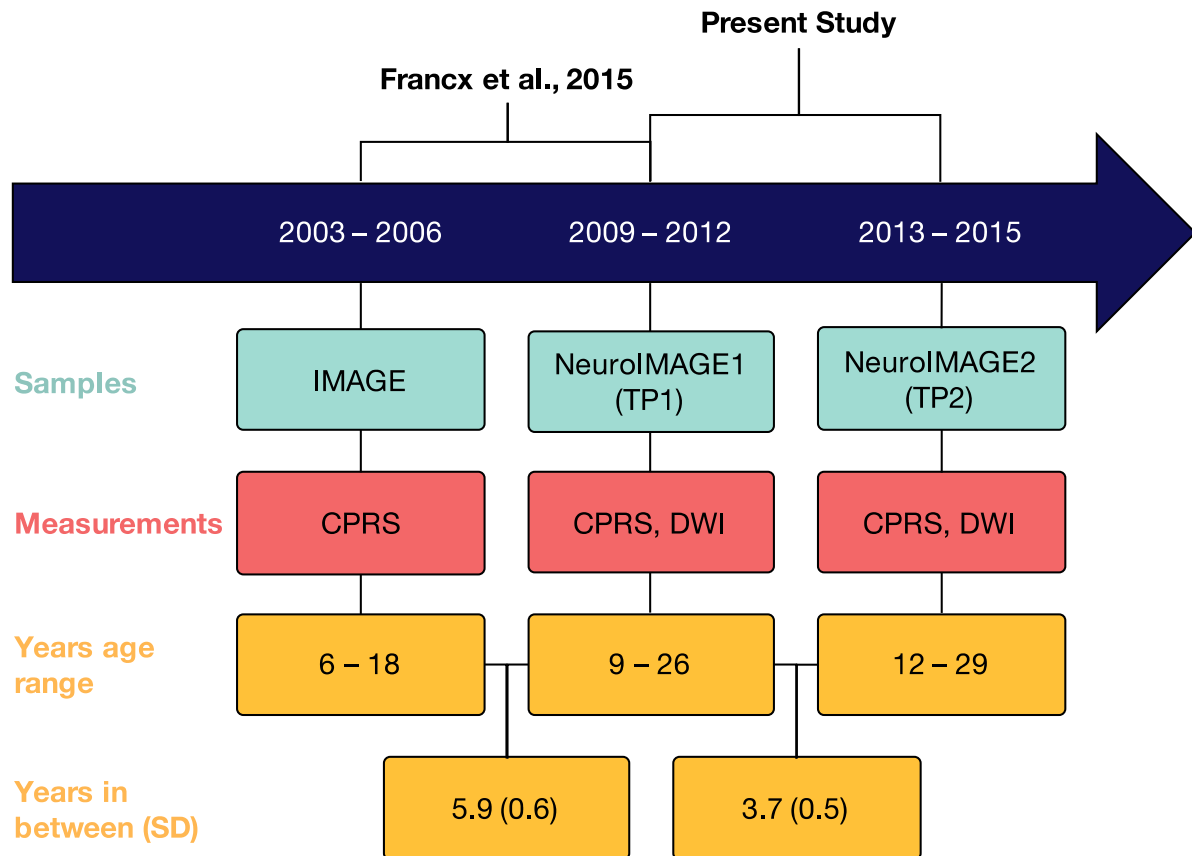 Present Study
Francx et al., 2015
2003 – 2006
2009 – 2012
2013 – 2015
Samples
IMAGE
NeuroIMAGE1
(TP1)
NeuroIMAGE2
(TP2)
Measurements
CPRS
CPRS, DWI
CPRS, DWI
Years age
range
6 – 18
9 – 26
12 – 29
Years in
between (SD)
5.9 (0.6)
3.7 (0.5)